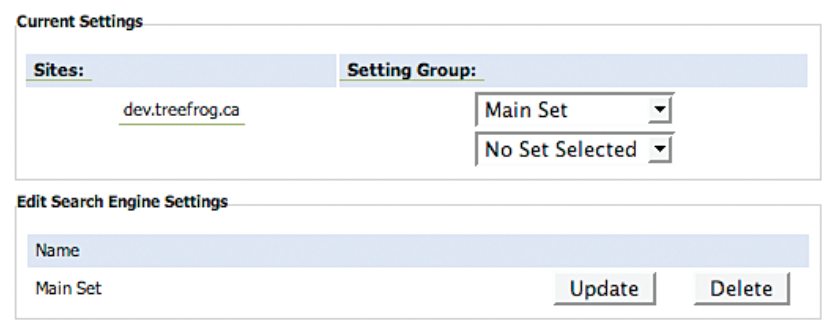 Current Settings
Sites: Setting Group:
dev.treefrog.ca Main Set
No Set Selected
Edit Search Engine Settings
Name
Main Set Update Delete